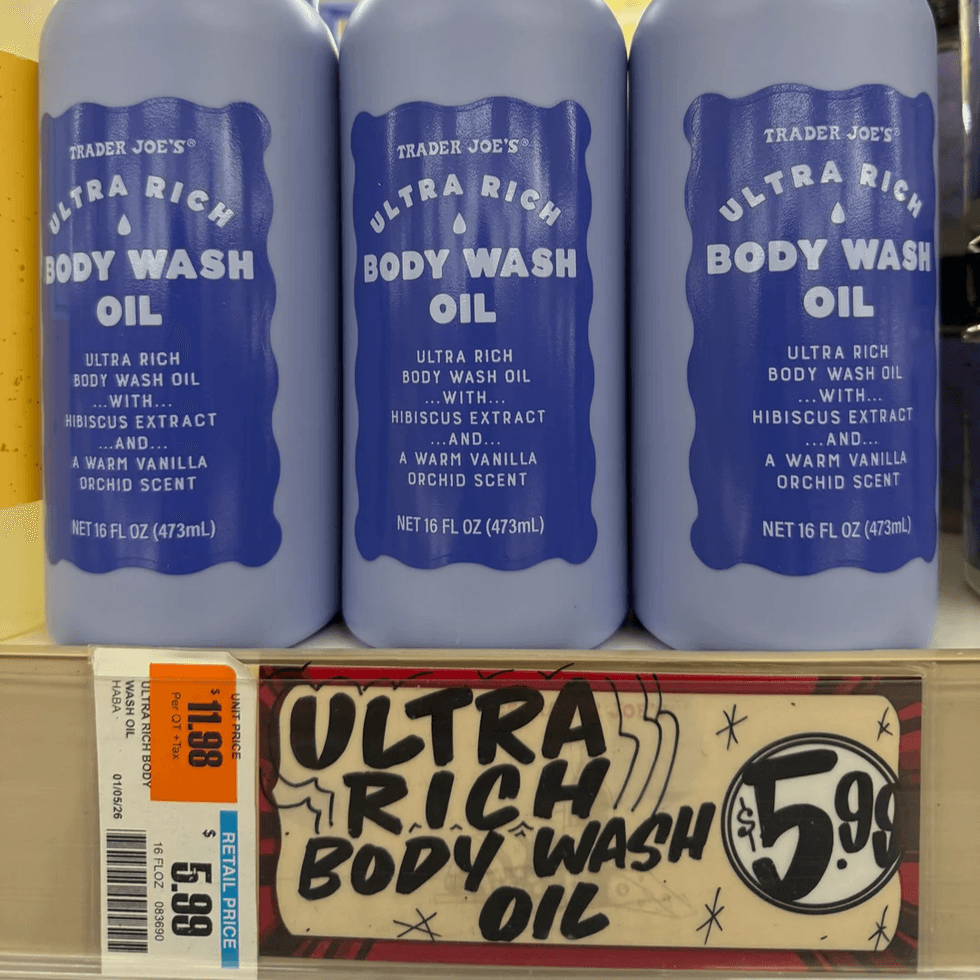 TRADER JOE'S®
ULTRA RICH
BODY WASH
OIL
ULTRA RICH
BODY WASH OIL
...WITH...
HIBISCUS EXTRACT
...AND...
A WARM VANILLA
ORCHID SCENT
NET 16 FL OZ (473mL)
TRADER JOE'S®
ULTRA RICH
BODY WASH
OIL
ULTRA RICH
BODY WASH OIL
...WITH...
HIBISCUS EXTRACT
...AND...
A WARM VANILLA
ORCHID SCENT
NET 16 FL OZ (473mL)
TRADER JOE'S®
ULTRA RICH
BODY WASH
OIL
ULTRA RICH
BODY WASH OIL
...WITH...
HIBISCUS EXTRACT
...AND...
A WARM VANILLA
ORCHID SCENT
NET 16 FL OZ (473mL)
UNIT PRICE
$11.98
Per QT +Tax
ULTRA RICH BODY
WASH OIL
HABA
01/05/26
RETAIL PRICE
$5.99
16 FLOZ 083690
ULTRA
RICH
BODY WASH
OIL
$5.99